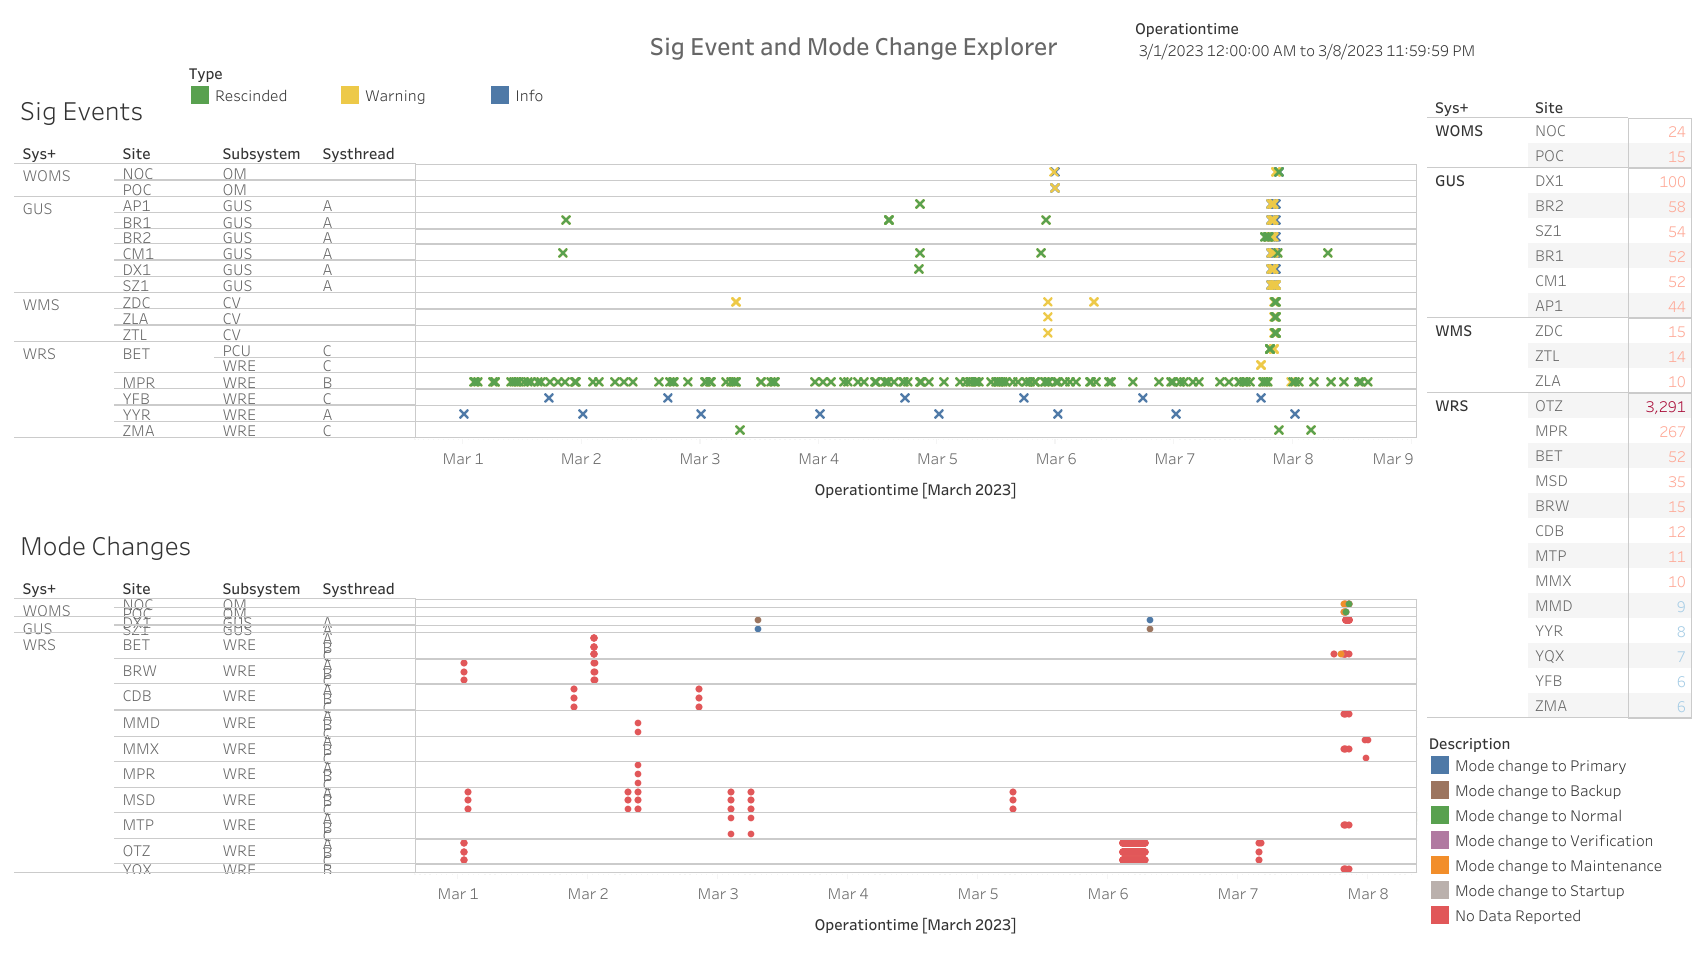 Sig Event and Mode Change Explorer
Operationtime
3/1/2023 12:00:00 AM to 3/8/2023 11:59:59 PM
Type
Rescinded Warning Info
Sig Events
Sys+ Site Subsystem Systhread
WOMS NOC OM
POC OM
GUS AP1 GUS A
BR1 GUS A
BR2 GUS A
CM1 GUS A
DX1 GUS A
SZ1 GUS A
WMS ZDC CV
ZLA CV
ZTL CV
WRS BET PCU C
WRE C
MPR WRE B
YFB WRE C
YYR WRE A
ZMA WRE C
Mar 1 Mar 2 Mar 3 Mar 4 Mar 5 Mar 6 Mar 7 Mar 8 Mar 9
Operationtime [March 2023]
Mode Changes
Sys+ Site Subsystem Systhread
WOMS NOC OM
POC OM
GUS DX1 GUS A
SZ1 GUS A
WRS BET WRE A B C
BRW WRE A B C
CDB WRE A B C
MMD WRE A B C
MMX WRE A B C
MPR WRE A B C
MSD WRE A B C
MTP WRE A B C
OTZ WRE A B C
YQX WRE B
Mar 1 Mar 2 Mar 3 Mar 4 Mar 5 Mar 6 Mar 7 Mar 8
Operationtime [March 2023]
Sys+ Site
WOMS NOC 24
POC 15
GUS DX1 100
BR2 58
SZ1 54
BR1 52
CM1 52
AP1 44
WMS ZDC 15
ZTL 14
ZLA 10
WRS OTZ 3,291
MPR 267
BET 52
MSD 35
BRW 15
CDB 12
MTP 11
MMX 10
MMD 9
YYR 8
YQX 7
YFB 6
ZMA 6
Description
Mode change to Primary
Mode change to Backup
Mode change to Normal
Mode change to Verification
Mode change to Maintenance
Mode change to Startup
No Data Reported